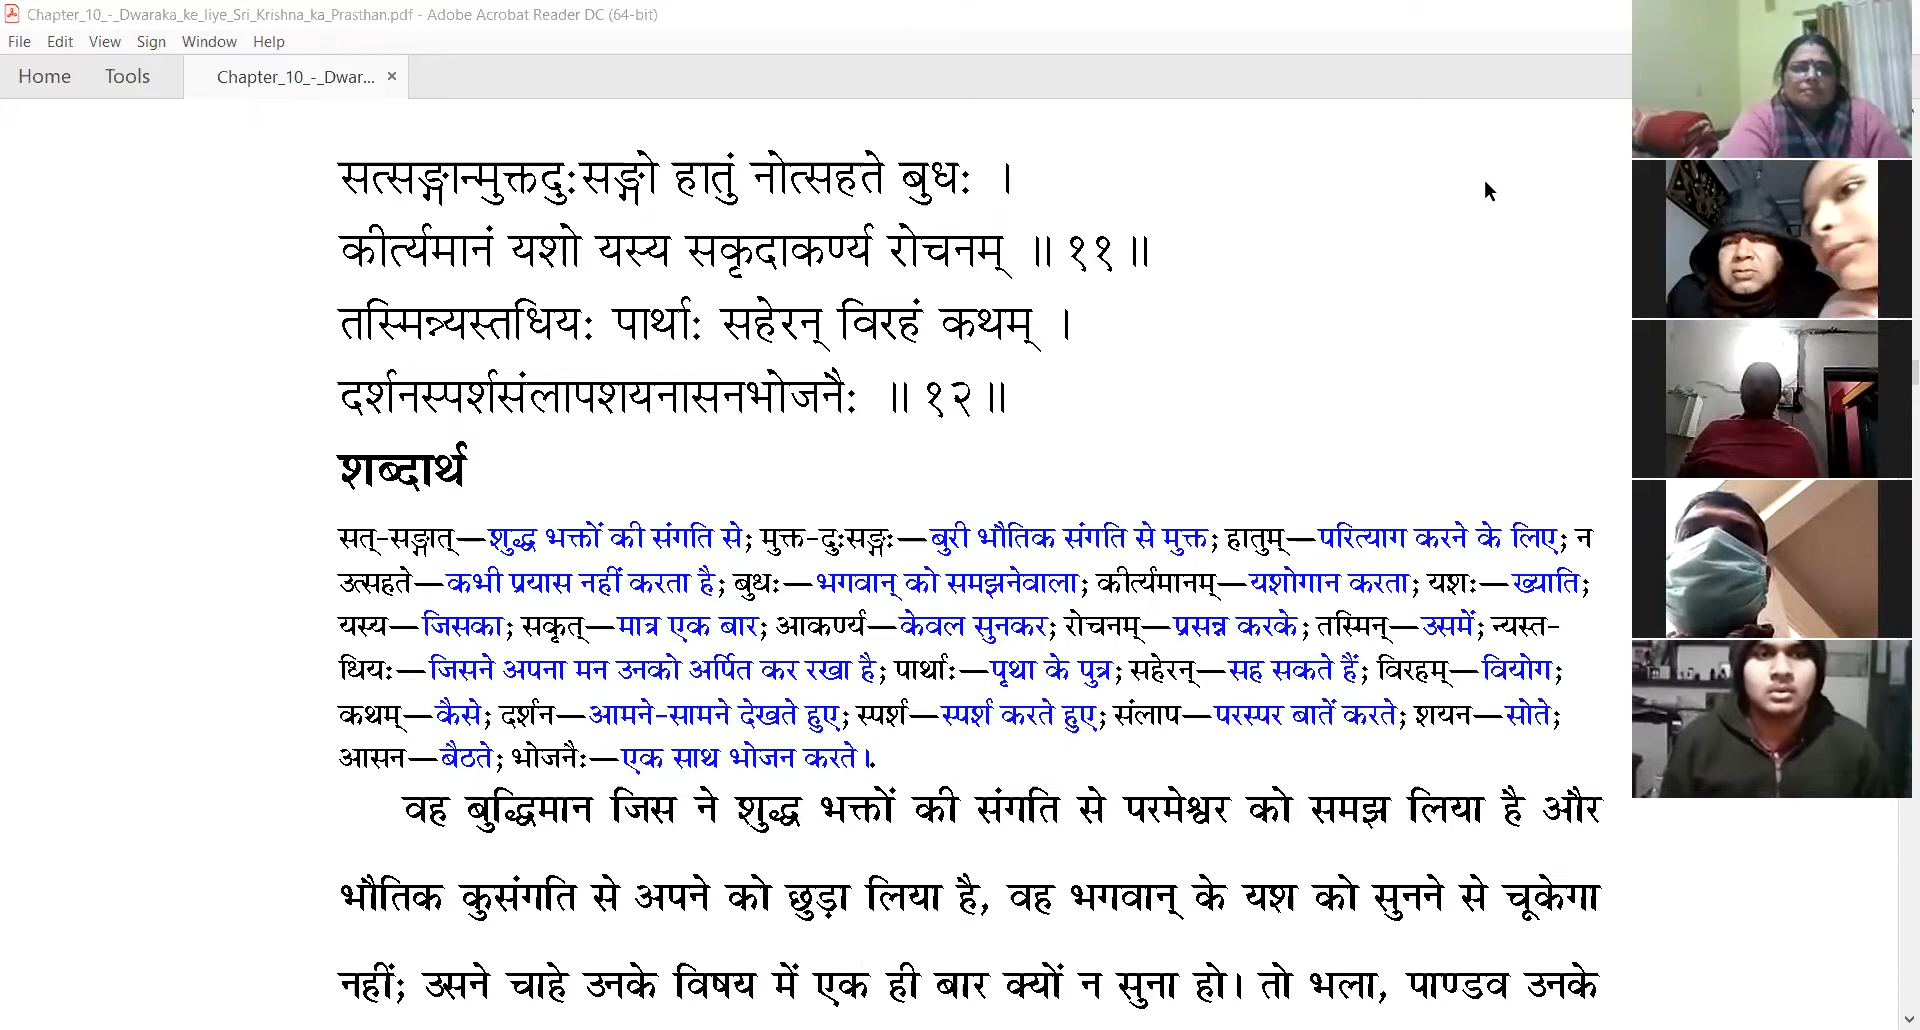 Chapter_10_-_Dwaraka_ke_liye_Sri_Krishna_ka_Prasthan.pdf - Adobe Acrobat Reader DC (64-bit)
File Edit View Sign Window Help
Home Tools Chapter_10_-_Dwar... ×
सत्सङ्गान्मुक्तदुःसङ्गो हातुं नोत्सहते बुधः ।
कीर्त्यमानं यशो यस्य सकृदाकर्ण्य रोचनम् ॥ ११ ॥
तस्मिन्न्यस्तधियः पार्थाः सहेरन् विरहं कथम् ।
दर्शनस्पर्शसंलापशयनासनभोजनैः ॥ १२ ॥
शब्दार्थ
सत्-सङ्गात्—शुद्ध भक्तों की संगति से; मुक्त-दुःसङ्गः—बुरी भौतिक संगति से मुक्त; हातुम्—परित्याग करने के लिए; न
उत्सहते—कभी प्रयास नहीं करता है; बुधः—भगवान् को समझनेवाला; कीर्त्यमानम्—यशोगान करता; यशः—ख्याति;
यस्य—जिसका; सकृत्—मात्र एक बार; आकर्ण्य—केवल सुनकर; रोचनम्—प्रसन्न करके; तस्मिन्—उसमें; न्यस्त-
धियः—जिसने अपना मन उनको अर्पित कर रखा है; पार्थाः—पृथा के पुत्र; सहेरन्—सह सकते हैं; विरहम्—वियोग;
कथम्—कैसे; दर्शन—आमने-सामने देखते हुए; स्पर्श—स्पर्श करते हुए; संलाप—परस्पर बातें करते; शयन—सोते;
आसन—बैठते; भोजनैः—एक साथ भोजन करते।.
वह बुद्धिमान जिस ने शुद्ध भक्तों की संगति से परमेश्वर को समझ लिया है और
भौतिक कुसंगति से अपने को छुड़ा लिया है, वह भगवान् के यश को सुनने से चूकेगा
नहीं; उसने चाहे उनके विषय में एक ही बार क्यों न सुना हो। तो भला, पाण्डव उनके